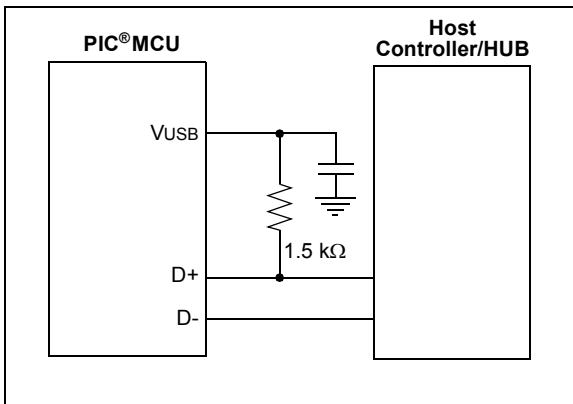 PIC®MCU
Host
Controller/HUB
VUSB
1.5 kΩ
D+
D-